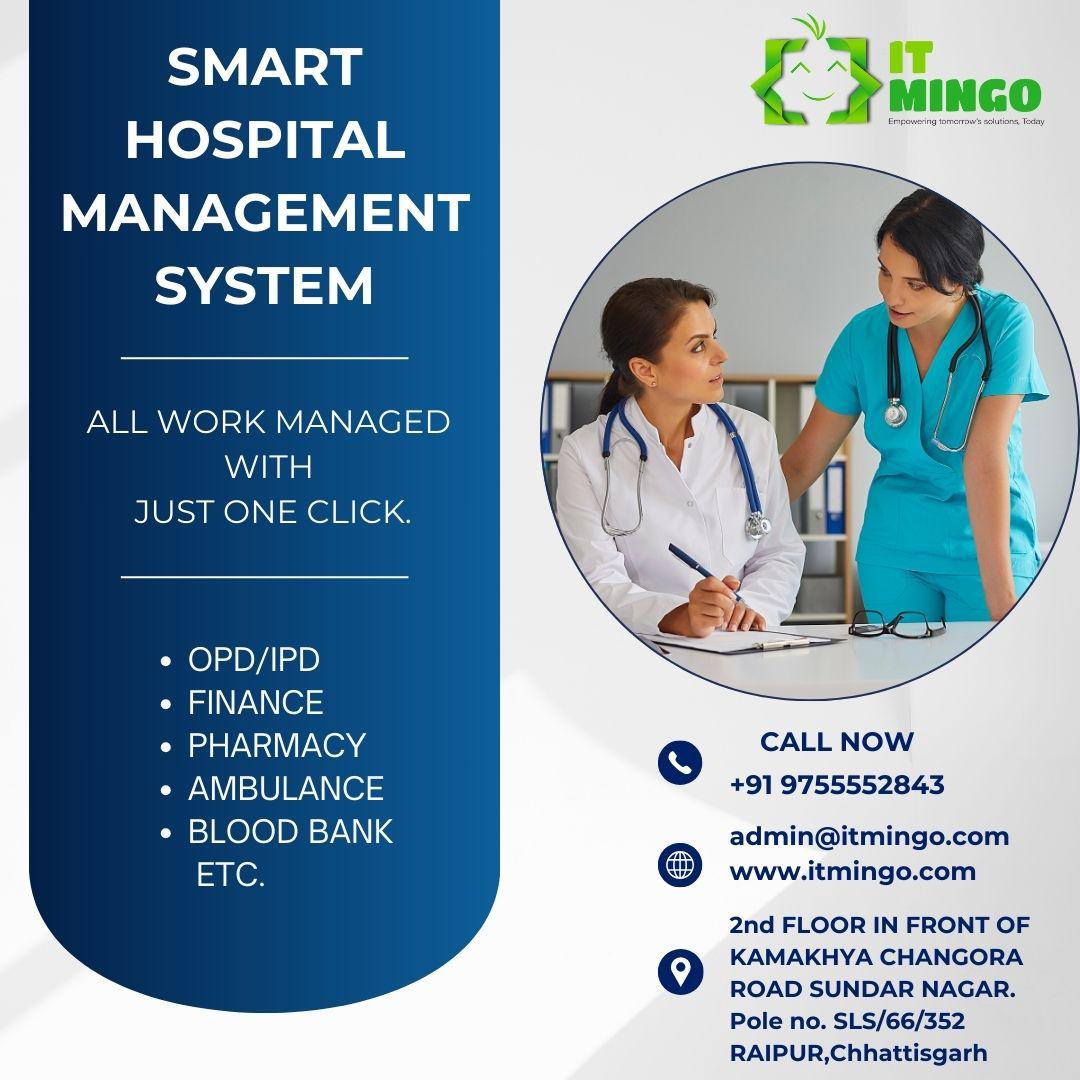 SMART
HOSPITAL
MANAGEMENT
SYSTEM
ALL WORK MANAGED
WITH
JUST ONE CLICK.
• OPD/IPD
• FINANCE
• PHARMACY
• AMBULANCE
• BLOOD BANK
ETC.
IT
MINGO
Empowering tomorrow's solutions, Today
CALL NOW
+91 9755552843
admin@itmingo.com
www.itmingo.com
2nd FLOOR IN FRONT OF
KAMAKHYA CHANGORA
ROAD SUNDAR NAGAR.
Pole no. SLS/66/352
RAIPUR,Chhattisgarh